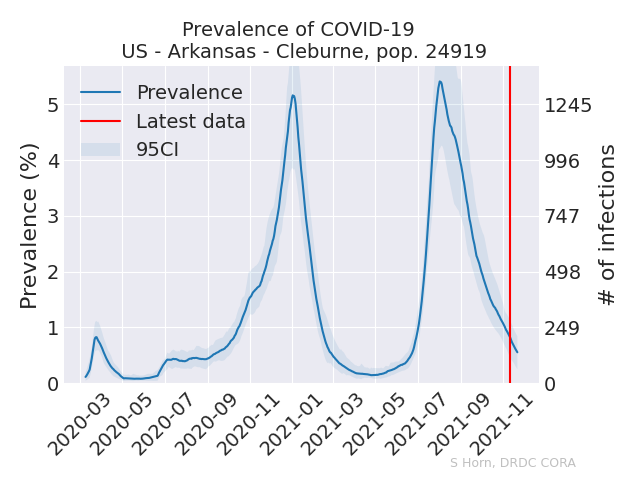 Prevalence of COVID-19
US - Arkansas - Cleburne, pop. 24919
Prevalence
Latest data
95CI
Prevalence (%)
5
4
3
2
1
0
1245
996
747
498
249
0
# of infections
2020-03
2020-05
2020-07
2020-09
2020-11
2021-01
2021-03
2021-05
2021-07
2021-09
2021-11
S Horn, DRDC CORA